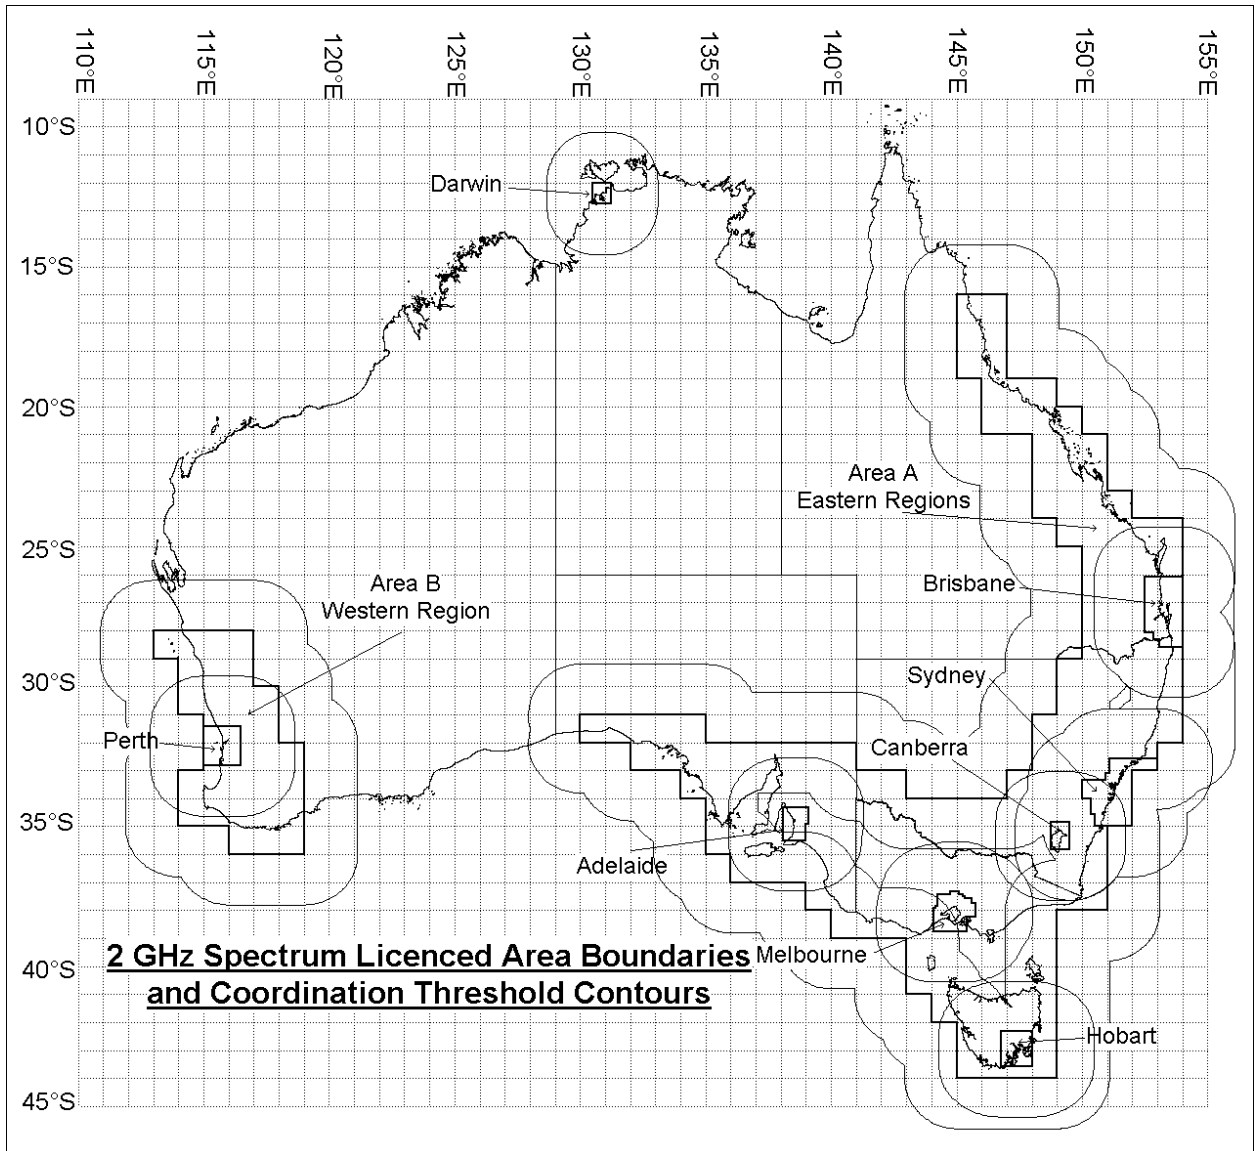 110°E
115°E
120°E
125°E
130°E
135°E
140°E
145°E
150°E
155°E
10°S
Darwin
15°S
20°S
Area A
Eastern Regions
25°S
Area B
Western Region
Brisbane
30°S
Sydney
Perth
Canberra
35°S
Adelaide
2 GHz Spectrum Licenced Area Boundaries
and Coordination Threshold Contours
Melbourne
40°S
Hobart
45°S